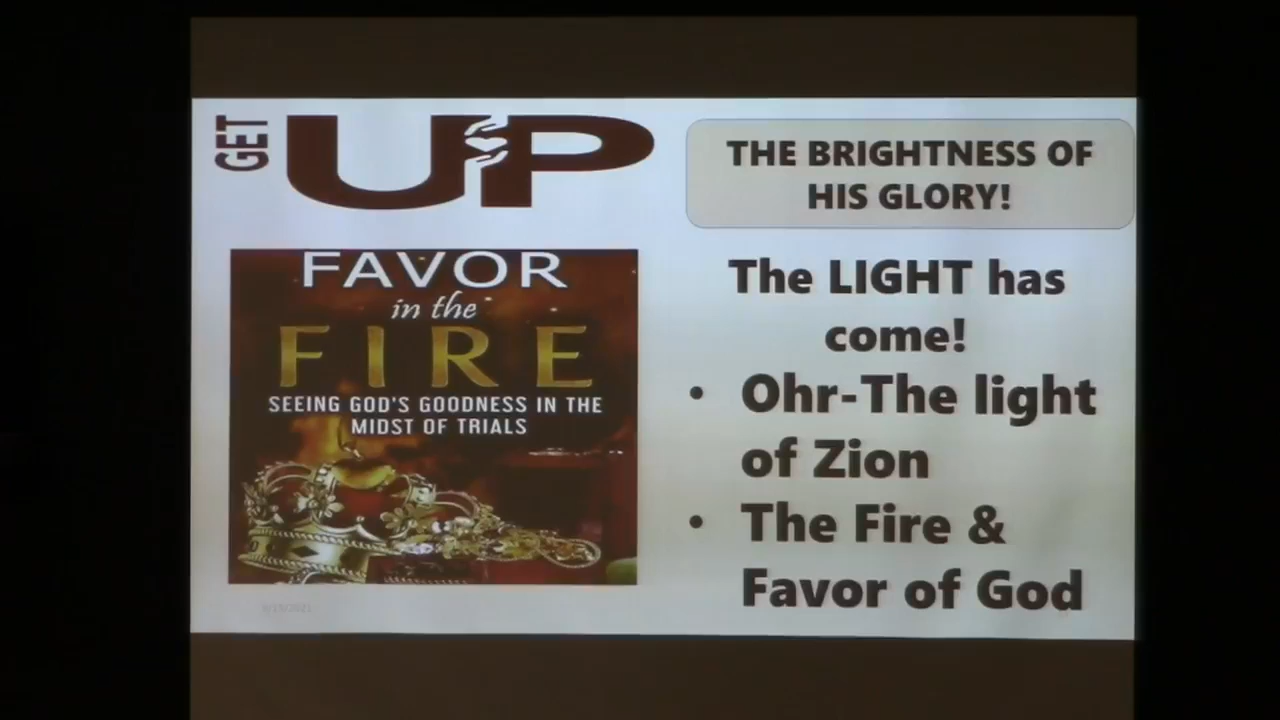 GET
UP
FAVOR
in the
FIRE
SEEING GOD'S GOODNESS IN THE
MIDST OF TRIALS
THE BRIGHTNESS OF
HIS GLORY!
The LIGHT has
come!
• Ohr-The light
of Zion
• The Fire &
Favor of God